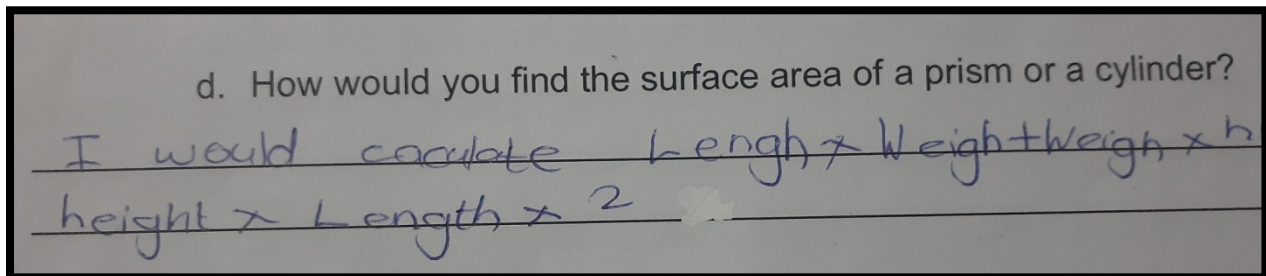 d. How would you find the surface area of a prism or a cylinder?
I would caculate Lengh x Weigh+Weigh x h
height x Length x 2